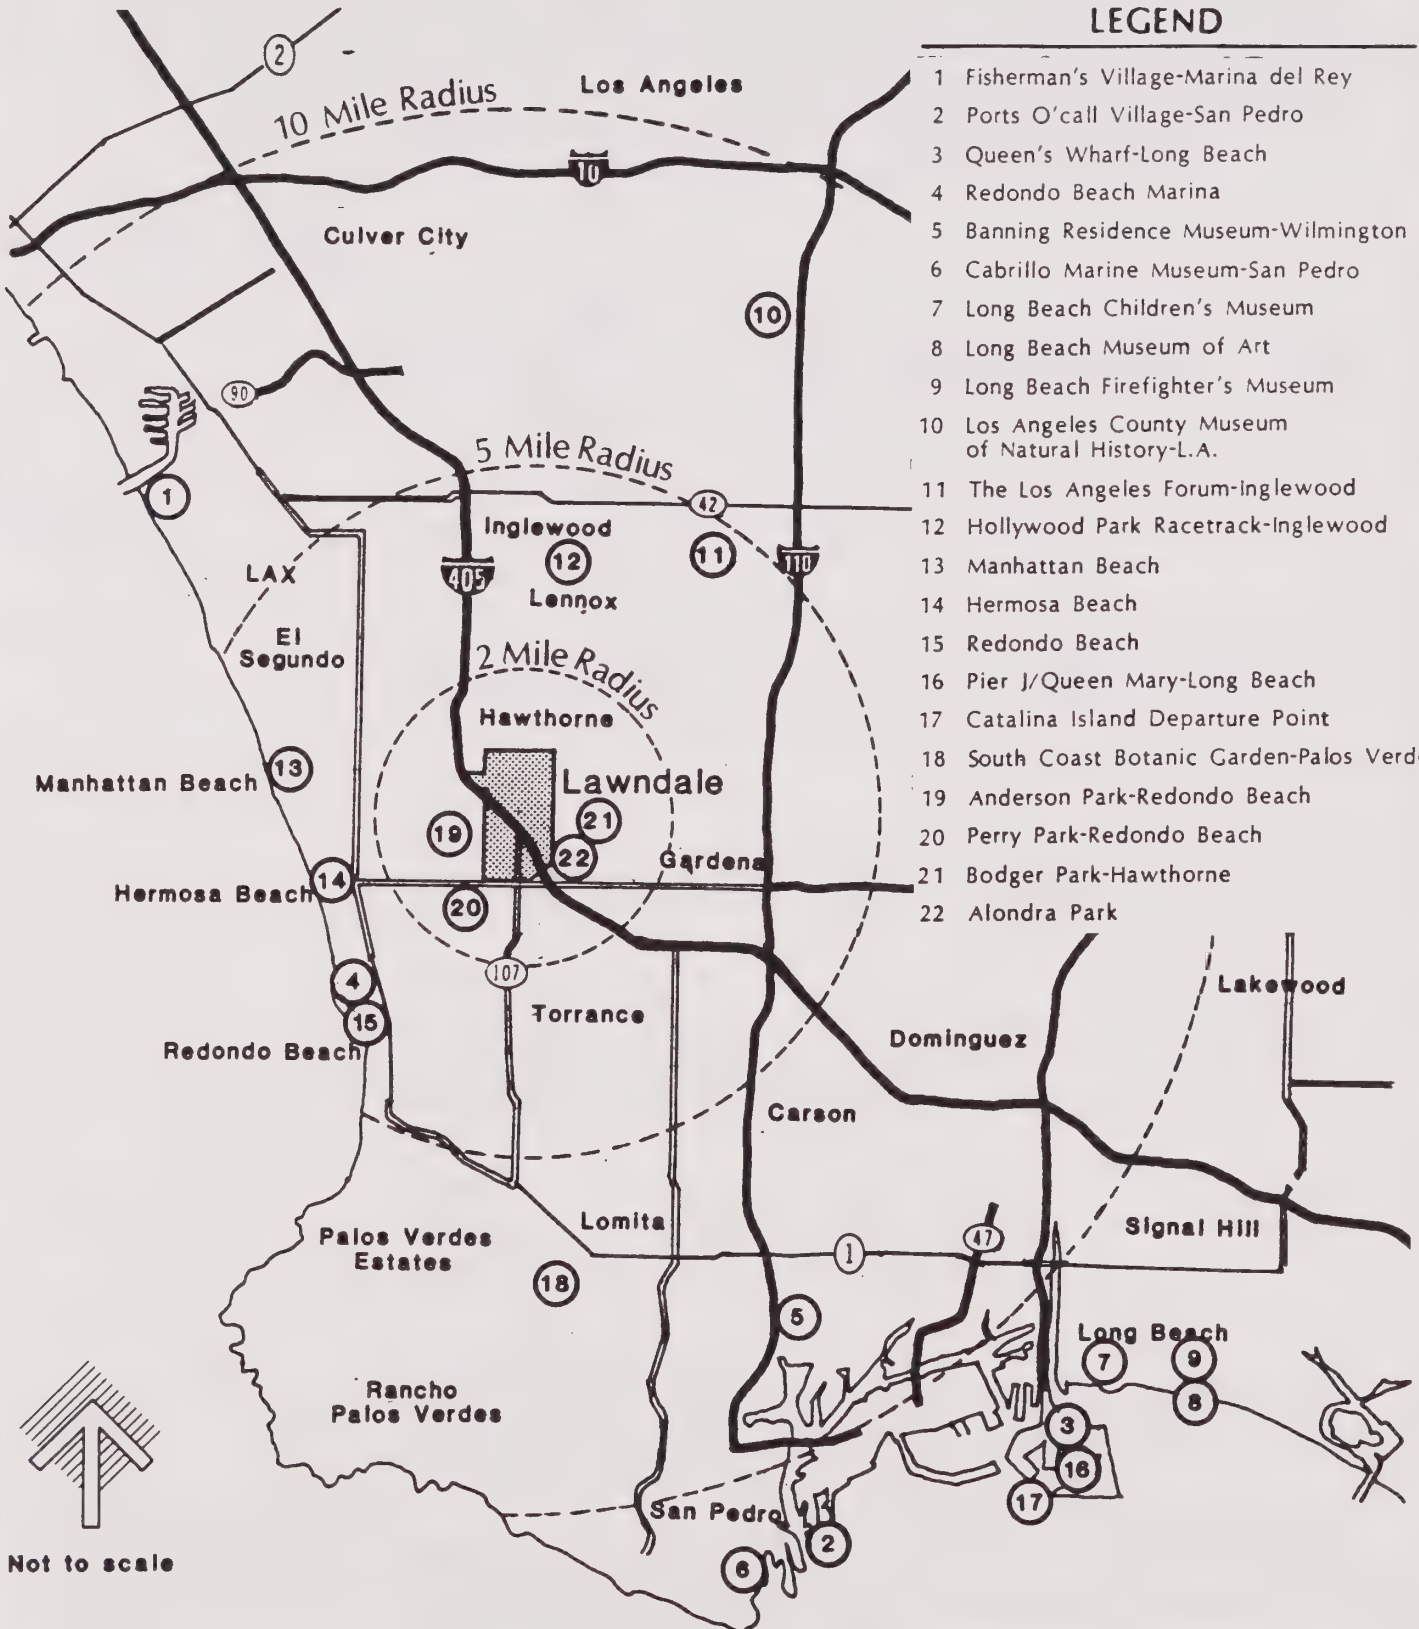 LEGEND
1 Fisherman's Village-Marina del Rey
2 Ports O'call Village-San Pedro
3 Queen's Wharf-Long Beach
4 Redondo Beach Marina
5 Banning Residence Museum-Wilmington
6 Cabrillo Marine Museum-San Pedro
7 Long Beach Children's Museum
8 Long Beach Museum of Art
9 Long Beach Firefighter's Museum
10 Los Angeles County Museum
of Natural History-L.A.
11 The Los Angeles Forum-Inglewood
12 Hollywood Park Racetrack-Inglewood
13 Manhattan Beach
14 Hermosa Beach
15 Redondo Beach
16 Pier J/Queen Mary-Long Beach
17 Catalina Island Departure Point
18 South Coast Botanic Garden-Palos Verd
19 Anderson Park-Redondo Beach
20 Perry Park-Redondo Beach
21 Bodger Park-Hawthorne
22 Alondra Park
2
Los Angeles
10 Mile Radius
10
Culver City
10
90
5 Mile Radius
1
42
Inglewood
12
11
405
110
LAX
Lennox
El
Segundo
2 Mile Radius
Hawthorne
13
Manhattan Beach
Lawndale
19
21
22
Gardena
14
Hermosa Beach
20
4
107
15
Torrance
Redondo Beach
Lakewood
Dominguez
Carson
Lomita
Palos Verdes
Estates
1
47
Signal Hill
18
5
Long Beach
7
9
8
Rancho
Palos Verdes
3
16
17
San Pedro
2
6
Not to scale